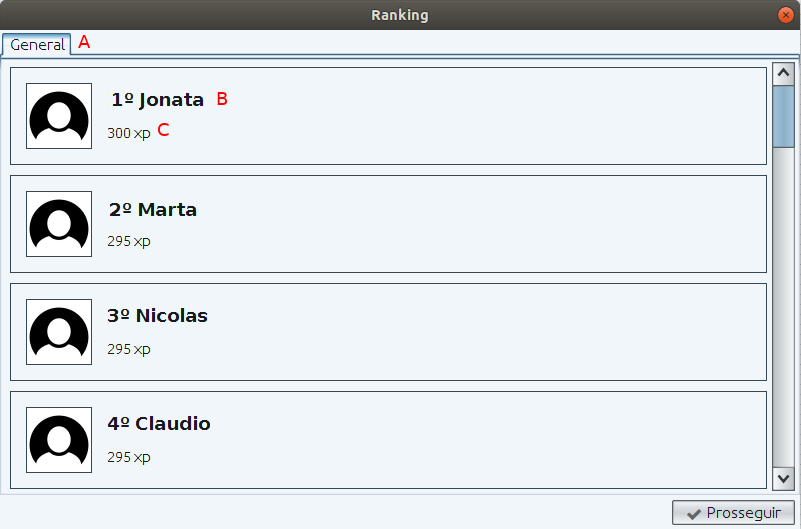 Ranking
General A
1º Jonata B
300 xp C
2º Marta
295 xp
3º Nicolas
295 xp
4º Claudio
295 xp
Prosseguir